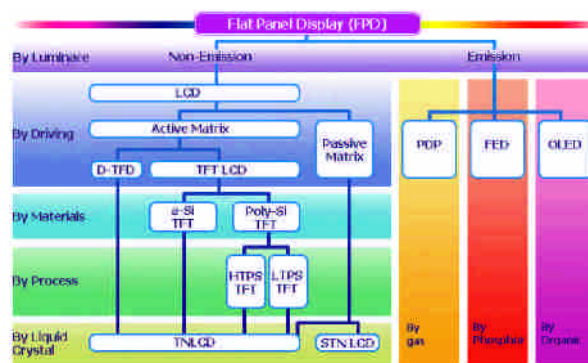 Flat Panel Display (FPD)
By Luminace Non-Emission Emission
LCD
By Driving Active Matrix Passive Matrix PDP FED OLED
D-TFD TFT LCD
By Materials a-Si TFT Poly-Si TFT
By Process HTPS TFT LTPS TFT
By Liquid Crystal TNLCD STN LCD By gas By Phosphor By Organic